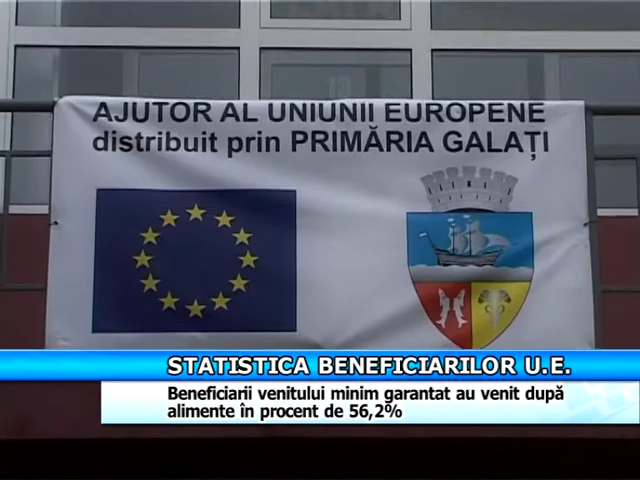 AJUTOR AL UNIUNII EUROPENE
distribuit prin PRIMĂRIA GALAȚI
STATISTICA BENEFICIARILOR U.E.
Beneficiarii venitului minim garantat au venit după
alimente în procent de 56,2%